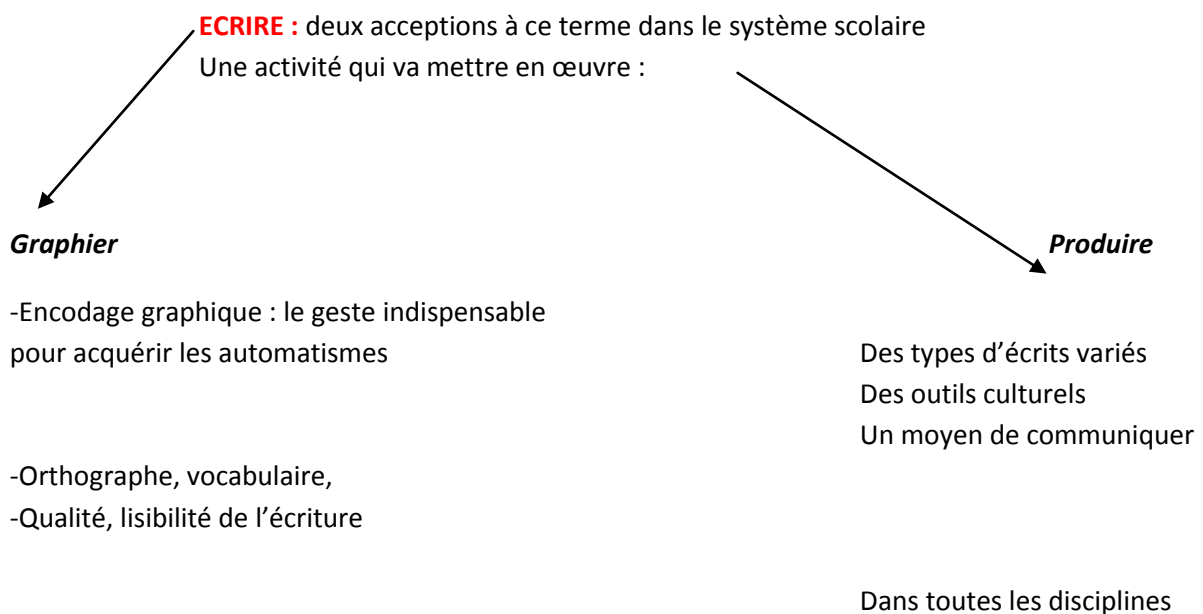 ECRIRE : deux acceptions à ce terme dans le système scolaire
Une activité qui va mettre en œuvre :
Graphier
Produire
-Encodage graphique : le geste indispensable
pour acquérir les automatismes
Des types d’écrits variés
Des outils culturels
Un moyen de communiquer
-Orthographe, vocabulaire,
-Qualité, lisibilité de l’écriture
Dans toutes les disciplines